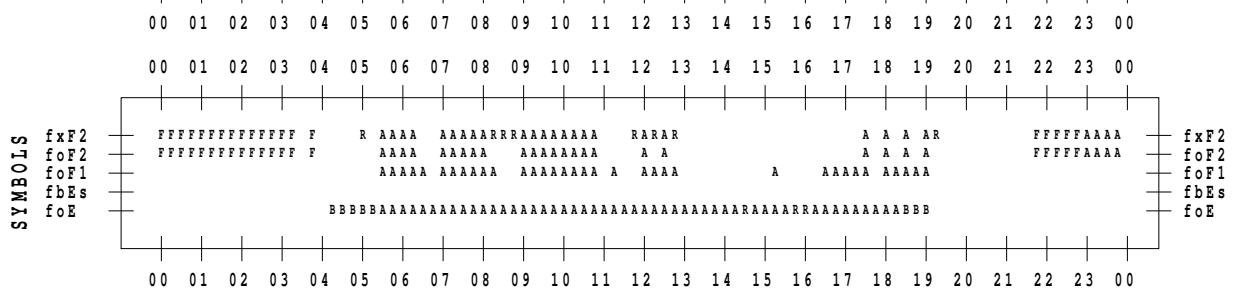 00 01 02 03 04 05 06 07 08 09 10 11 12 13 14 15 16 17 18 19 20 21 22 23 00
00 01 02 03 04 05 06 07 08 09 10 11 12 13 14 15 16 17 18 19 20 21 22 23 00
SYMBOLS
fxF2 FFFFFFFFFFFFFF F R AAAA AAAAARRRAAAAAAAA RARAR A A A AR FFFFFAAAA fxF2
foF2 FFFFFFFFFFFFFF F AAAA AAAAA AAAAAAAA A A A A A A FFFFFAAAA foF2
foF1 AAAAA AAAAAA AAAAAAAA A AAAA A AAAAA AAAAA foF1
fbEs fbEs
foE BBBBBAAAAAAAAAAAAAAAAAAAAAAAAAAAAAAAAAAAARAAAARRAAAAAAAAABBB foE
00 01 02 03 04 05 06 07 08 09 10 11 12 13 14 15 16 17 18 19 20 21 22 23 00